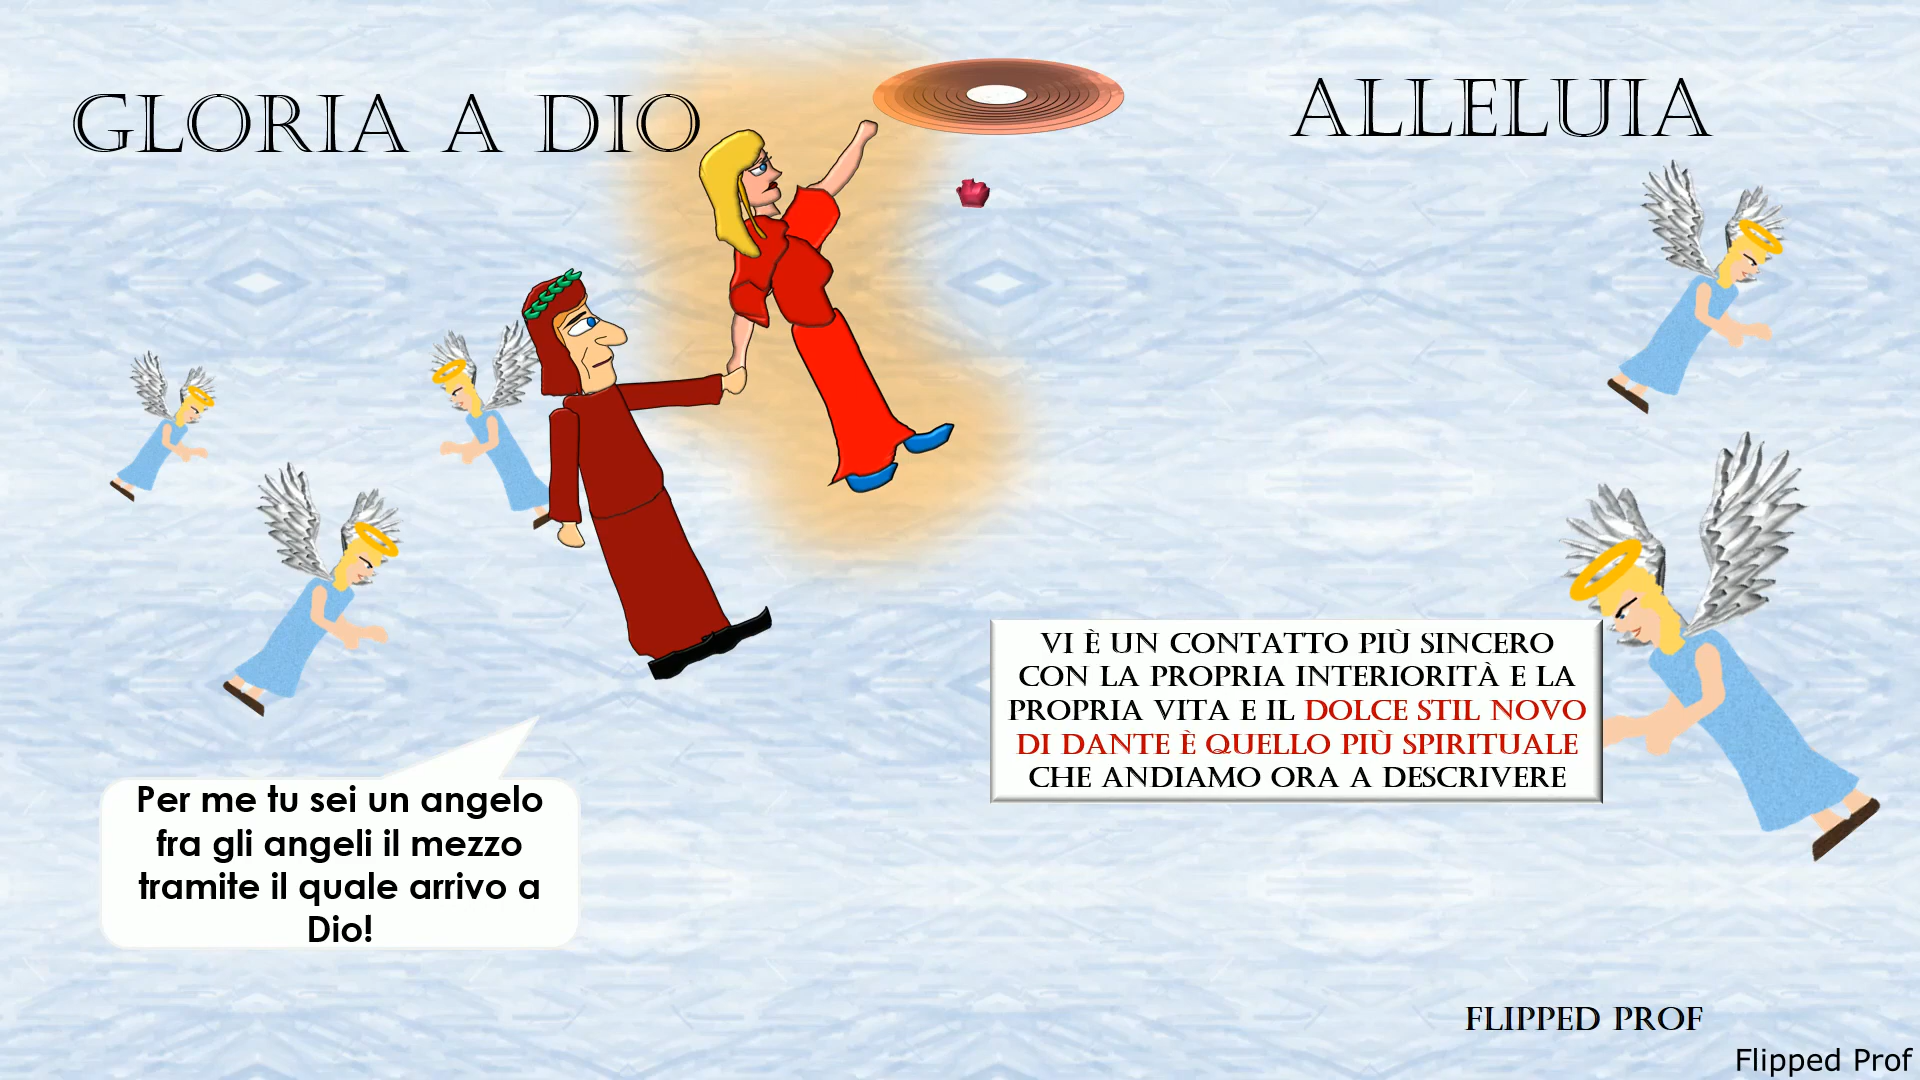 GLORIA A DIO
ALLELUIA
VI È UN CONTATTO PIÙ SINCERO
CON LA PROPRIA INTERIORITÀ E LA
PROPRIA VITA E IL DOLCE STIL NOVO
DI DANTE È QUELLO PIÙ SPIRITUALE
CHE ANDIAMO ORA A DESCRIVERE
Per me tu sei un angelo
fra gli angeli il mezzo
tramite il quale arrivo a
Dio!
FLIPPED PROF
Flipped Prof